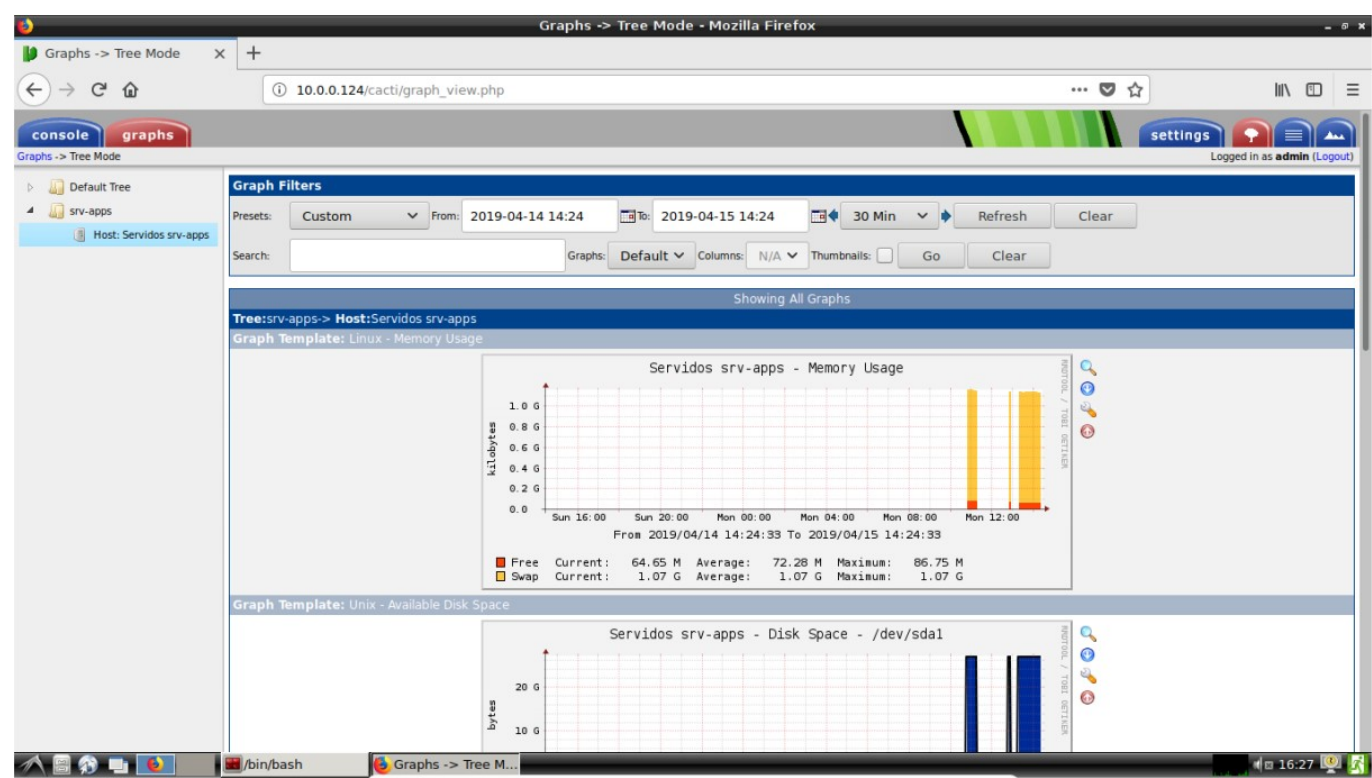 Graphs -> Tree Mode - Mozilla Firefox
Graphs -> Tree Mode
10.0.0.124/cacti/graph_view.php
console graphs settings
Graphs -> Tree Mode Logged in as admin (Logout)
Default Tree
srv-apps
Host: Servidos srv-apps
Graph Filters
Presets: Custom From: 2019-04-14 14:24 To: 2019-04-15 14:24 30 Min Refresh Clear
Search: Graphs: Default Columns: N/A Thumbnails: Go Clear
Showing All Graphs
Tree:srv-apps-> Host:Servidos srv-apps
Graph Template: Linux - Memory Usage
Servidos srv-apps - Memory Usage
RRDTOOL / TOBI OETIKER
kilobytes
1.0 G
0.8 G
0.6 G
0.4 G
0.2 G
0.0
Sun 16:00 Sun 20:00 Mon 00:00 Mon 04:00 Mon 08:00 Mon 12:00
From 2019/04/14 14:24:33 To 2019/04/15 14:24:33
Free Current: 64.65 M Average: 72.28 M Maximum: 86.75 M
Swap Current: 1.07 G Average: 1.07 G Maximum: 1.07 G
Graph Template: Unix - Available Disk Space
Servidos srv-apps - Disk Space - /dev/sda1
RRDTOOL / TOBI OETIKER
bytes
20 G
10 G
/bin/bash Graphs -> Tree M... 16:27